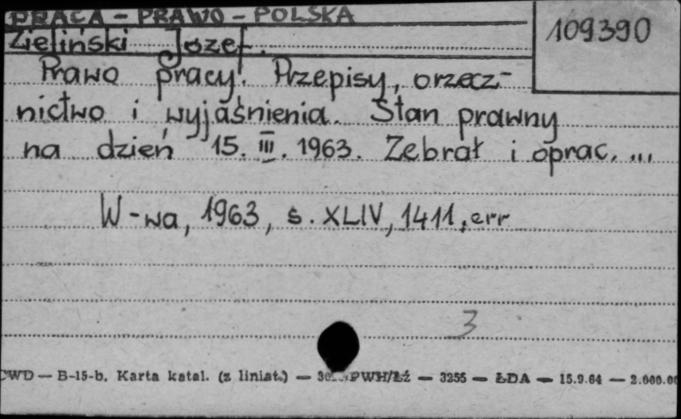 PRACA - PRAWO - POLSKA
109390
Zieliński Józef.
Prawo pracy. Przepisy, orzecz-
nictwo i wyjaśnienia. Stan prawny
na dzień 15. III. 1963. Zebrał i oprac. ...
W-wa, 1963, s. XLIV, 1411, err
3
CWD — B-15-b. Karta katal. (z liniat.) — PWH/Łź — 3255 — ŁDA — 15.9.64 — 2.000.00